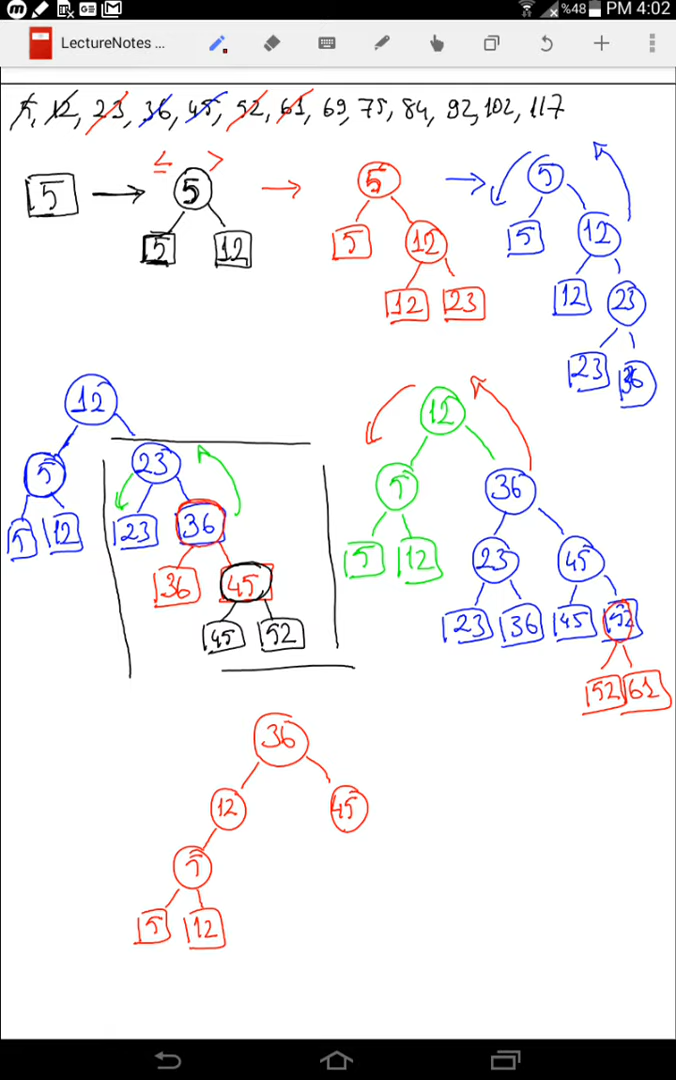 %48 PM 4:02
LectureNotes ...
5, 12, 23, 36, 45, 52, 61, 69, 75, 84, 92, 102, 117
≤ >
5 → 5 → 5 → 5
5 12 5 12 5 12
12 23 12 23
23 36
12 12
5 23 5 36
5 12 23 36 5 12 23 45
36 45 23 36 45 52
45 52 52 61
36
12 45
5
5 12